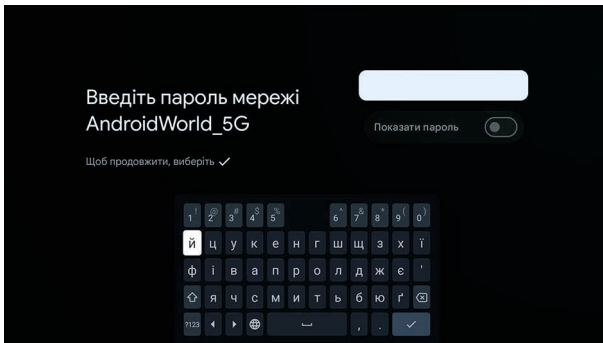 Введіть пароль мережі
AndroidWorld_5G
Показати пароль
Щоб продовжити, виберіть ✓
1 ! 2 @ 3 # 4 $ 5 % 6 ^ 7 & 8 * 9 ( 0 )
й ц у к е н г ш щ з х ї
ф і в а п р о л д ж є '
я ч с м и т ь б ю ґ
?123 , .